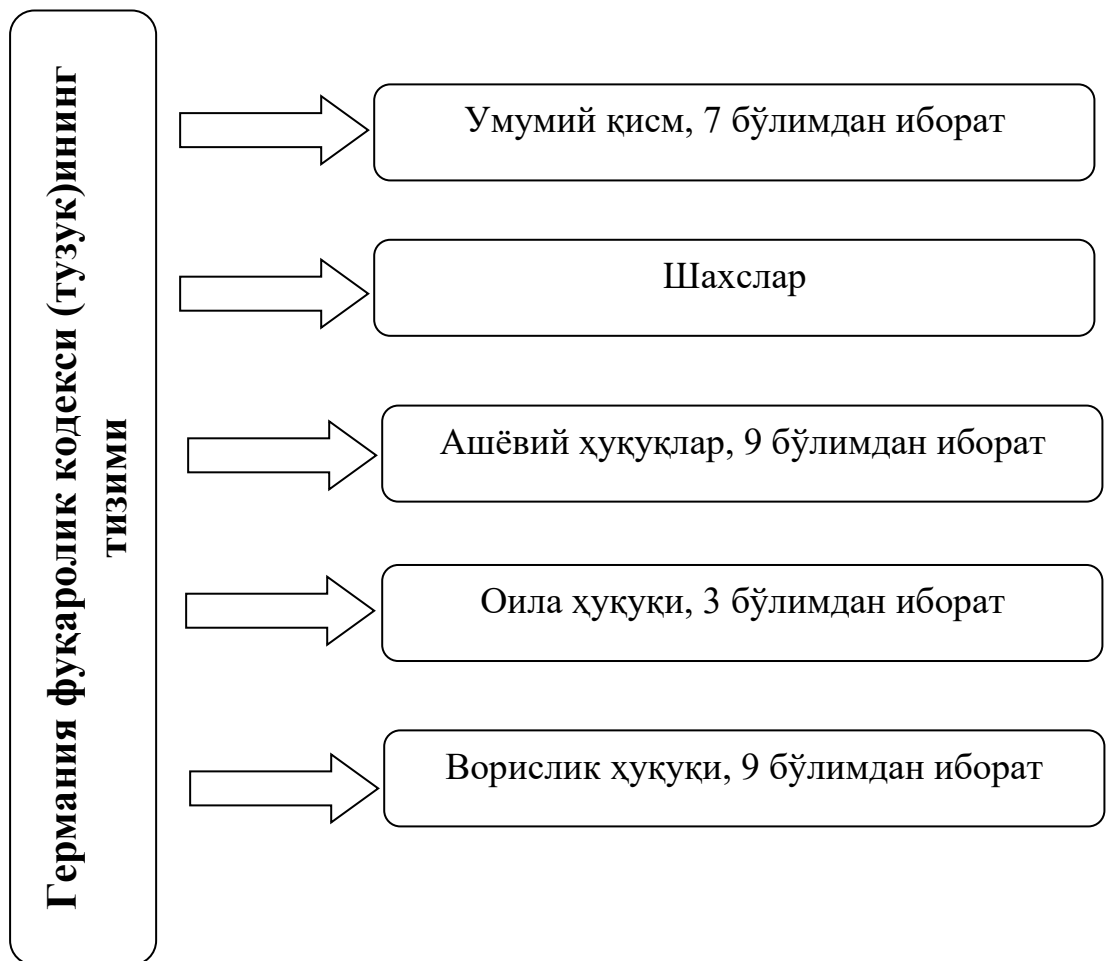 Германия фуқаролик кодекси (тузук)ининг
тизими
Умумий қисм, 7 бўлимдан иборат
Шахслар
Ашёвий ҳуқуқлар, 9 бўлимдан иборат
Оила ҳуқуқи, 3 бўлимдан иборат
Ворислик ҳуқуқи, 9 бўлимдан иборат